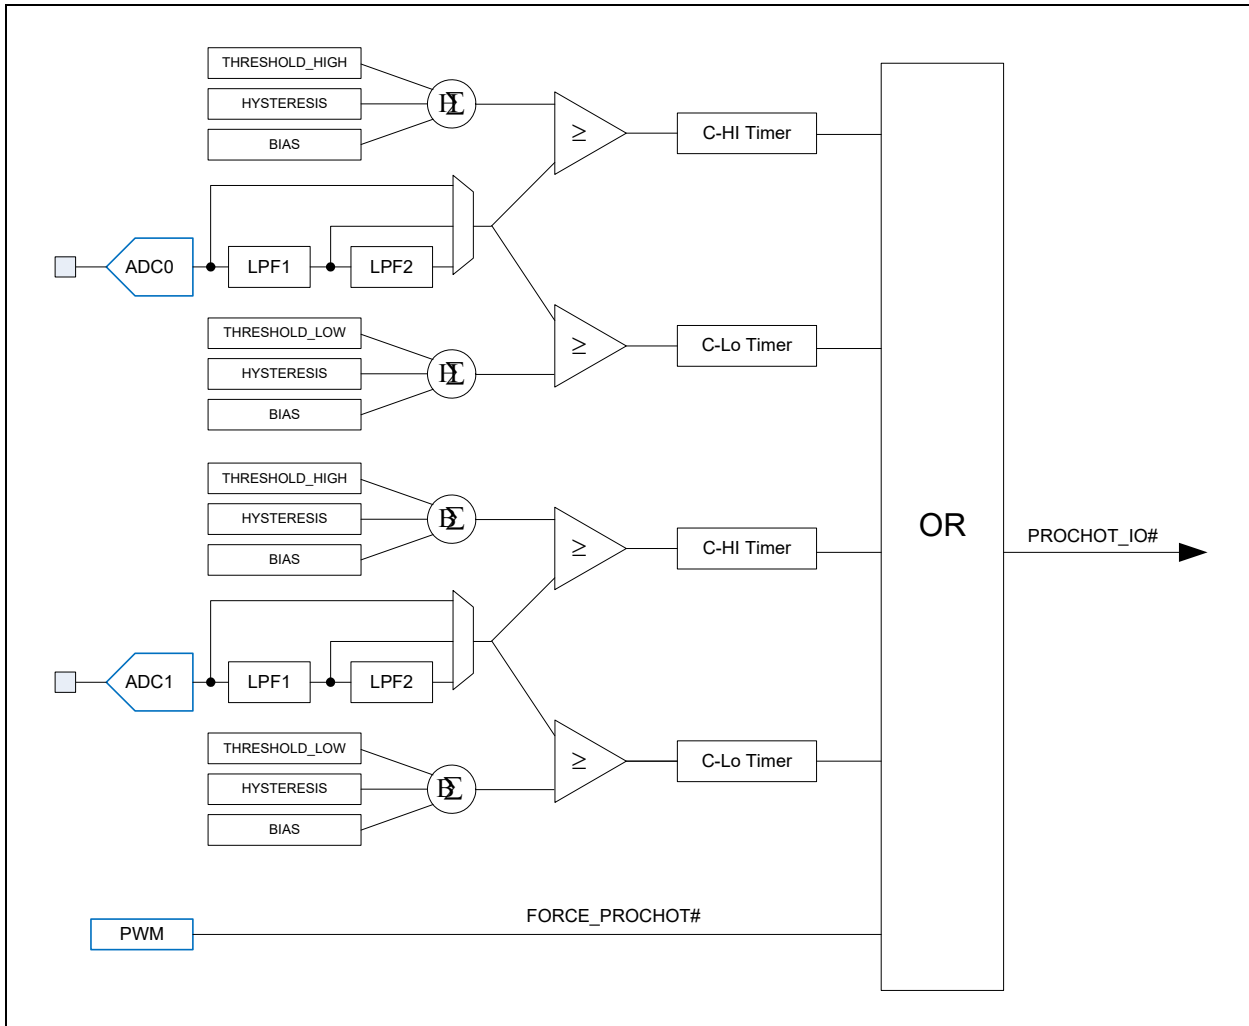 THRESHOLD_HIGH
HYSTERESIS
BIAS
Σ
≥
C-HI Timer
ADC0
LPF1
LPF2
THRESHOLD_LOW
HYSTERESIS
BIAS
Σ
≥
C-Lo Timer
THRESHOLD_HIGH
HYSTERESIS
BIAS
Σ
≥
C-HI Timer
OR
PROCHOT_IO#
ADC1
LPF1
LPF2
THRESHOLD_LOW
HYSTERESIS
BIAS
Σ
≥
C-Lo Timer
PWM
FORCE_PROCHOT#